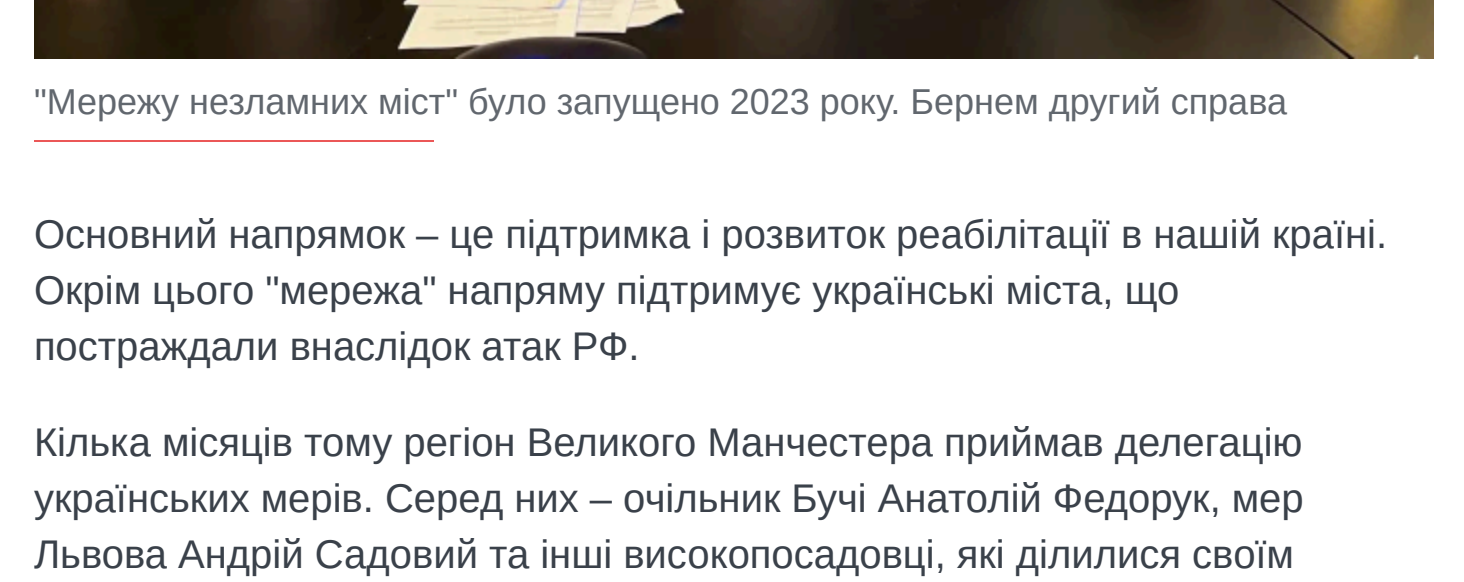 "Мережу незламних міст" було запущено 2023 року. Бернем другий справа
Основний напрямок – це підтримка і розвиток реабілітації в нашій країні.
Окрім цього "мережа" напряму підтримує українські міста, що
постраждали внаслідок атак РФ.
Кілька місяців тому регіон Великого Манчестера приймав делегацію
українських мерів. Серед них – очільник Бучі Анатолій Федорук, мер
Львова Андрій Садовий та інші високопосадовці, які ділилися своїм